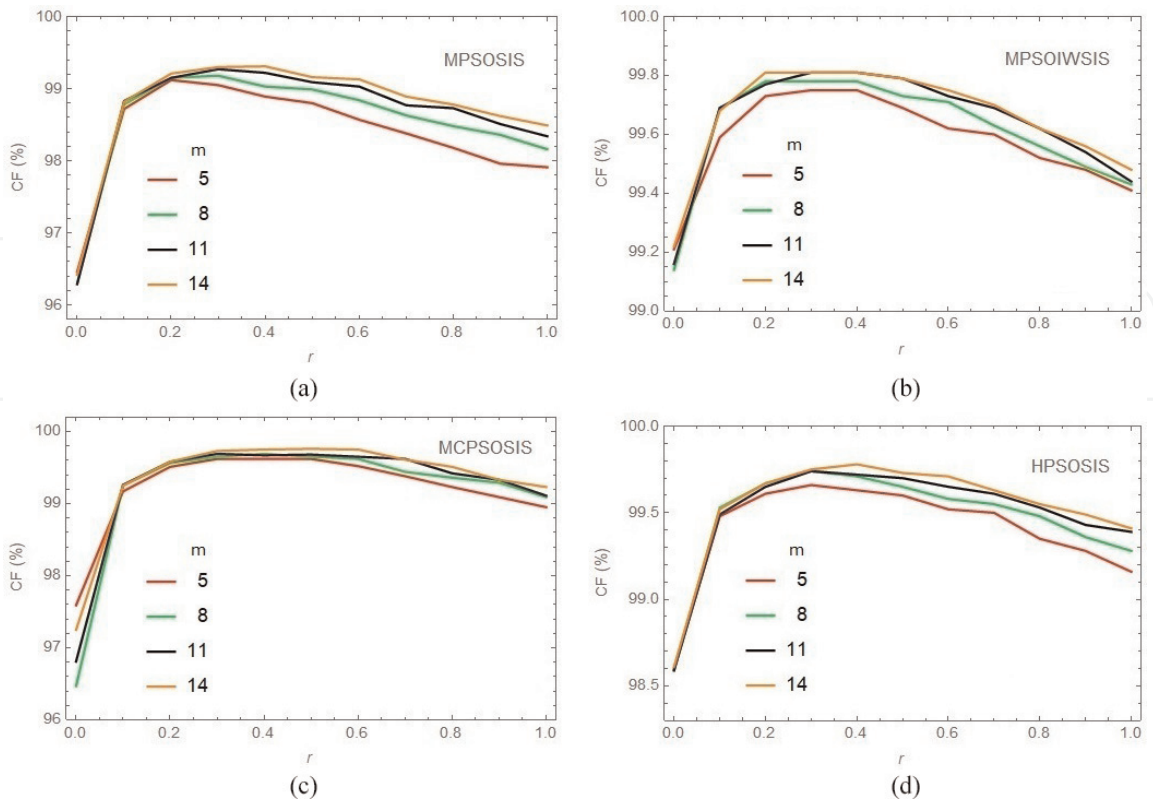 MPSOSIS
CF (%)
100
99
98
97
96
m
5
8
11
14
0.0 0.2 0.4 0.6 0.8 1.0
r
(a)
MPSOIWSIS
CF (%)
100.0
99.8
99.6
99.4
99.2
99.0
m
5
8
11
14
0.0 0.2 0.4 0.6 0.8 1.0
r
(b)
MCPSOSIS
CF (%)
100
99
98
97
96
m
5
8
11
14
0.0 0.2 0.4 0.6 0.8 1.0
r
(c)
HPSOSIS
CF (%)
100.0
99.5
99.0
98.5
m
5
8
11
14
0.0 0.2 0.4 0.6 0.8 1.0
r
(d)